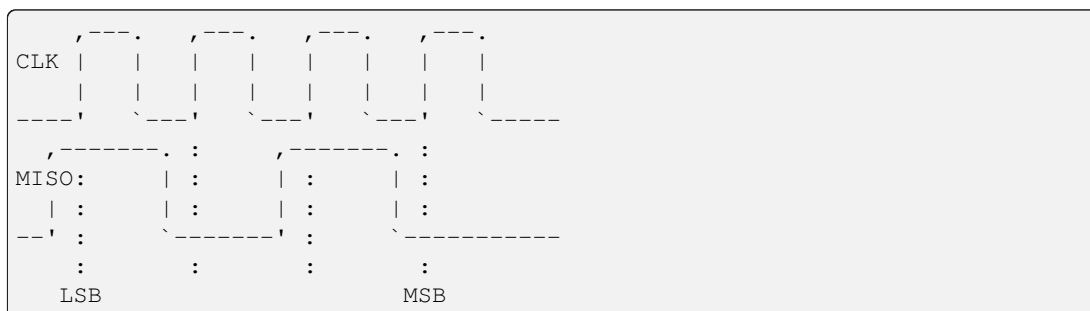 ,---.   ,---.   ,---.   ,---.
CLK |   |   |   |   |   |   |   |
    |   |   |   |   |   |   |   |
----'   `---'   `---'   `---'   `-----
  ,-------. :     ,-------. :
MISO:     | :     | :     | :
  | :     | :     | :     | :
--' :     `-------' :     `-----------
    :       :       :       :
   LSB                     MSB